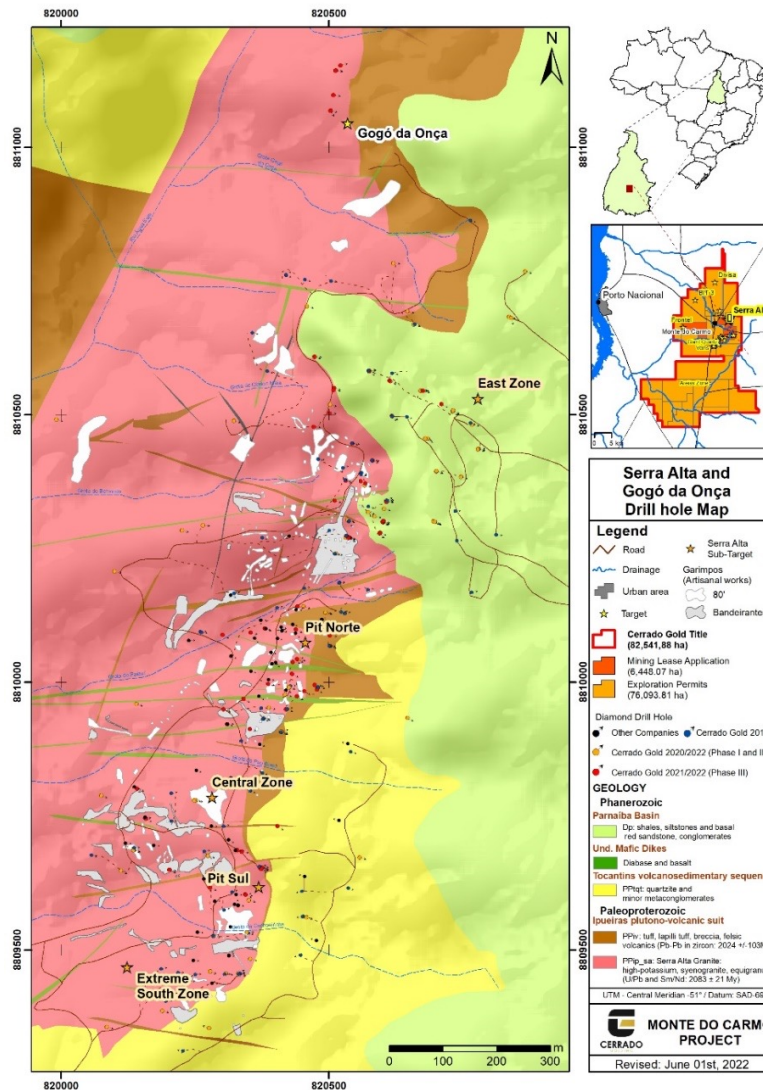 820000
820500
N
Gogó da Onça
8811000
8811000
East Zone
8810500
8810500
Pit Norte
8810000
8810000
Central Zone
Pit Sul
8809500
8809500
Extreme
South Zone
0
100
200
300
m
820000
820500
Porto Nacional
Monte do Carmo
Serra Al
Serra Alta and
Gogó da Onça
Drill hole Map
Legend
Road
Serra Alta
Sub-Target
Drainage
Garimpos
(Artisanal works)
Urban area
80'
Target
Bandeirante
Cerrado Gold Title
(82,541,88 ha)
Mining Lease Application
(6,448.07 ha)
Exploration Permits
(76,093.81 ha)
Diamond Drill Hole
Other Companies
Cerrado Gold 201
Cerrado Gold 2020/2022 (Phase I and II
Cerrado Gold 2021/2022 (Phase III)
GEOLOGY
Phanerozoic
Parnaiba Basin
Dp: shales, siltstones and basal
red sandstone, conglomerates
Und. Mafic Dikes
Diabase and basalt
Tocantins volcanosedimentary sequen
PPtqt: quartzite and
minor metaconglomerates
Paleoproterozoic
Ipueiras plutono-volcanic suit
PPiv: tuff, lapilli tuff, breccia, felsic
volcanics (Pb-Pb in zircon: 2024 +/-103M
PPip_sa: Serra Alta Granite:
high-potassium, syenogranite, equigran
(U/Pb and Sm/Nd: 2083 ± 21 My)
UTM - Central Meridian -51° / Datum: SAD-69
CERRADO
MONTE DO CARMO
PROJECT
Revised: June 01st, 2022